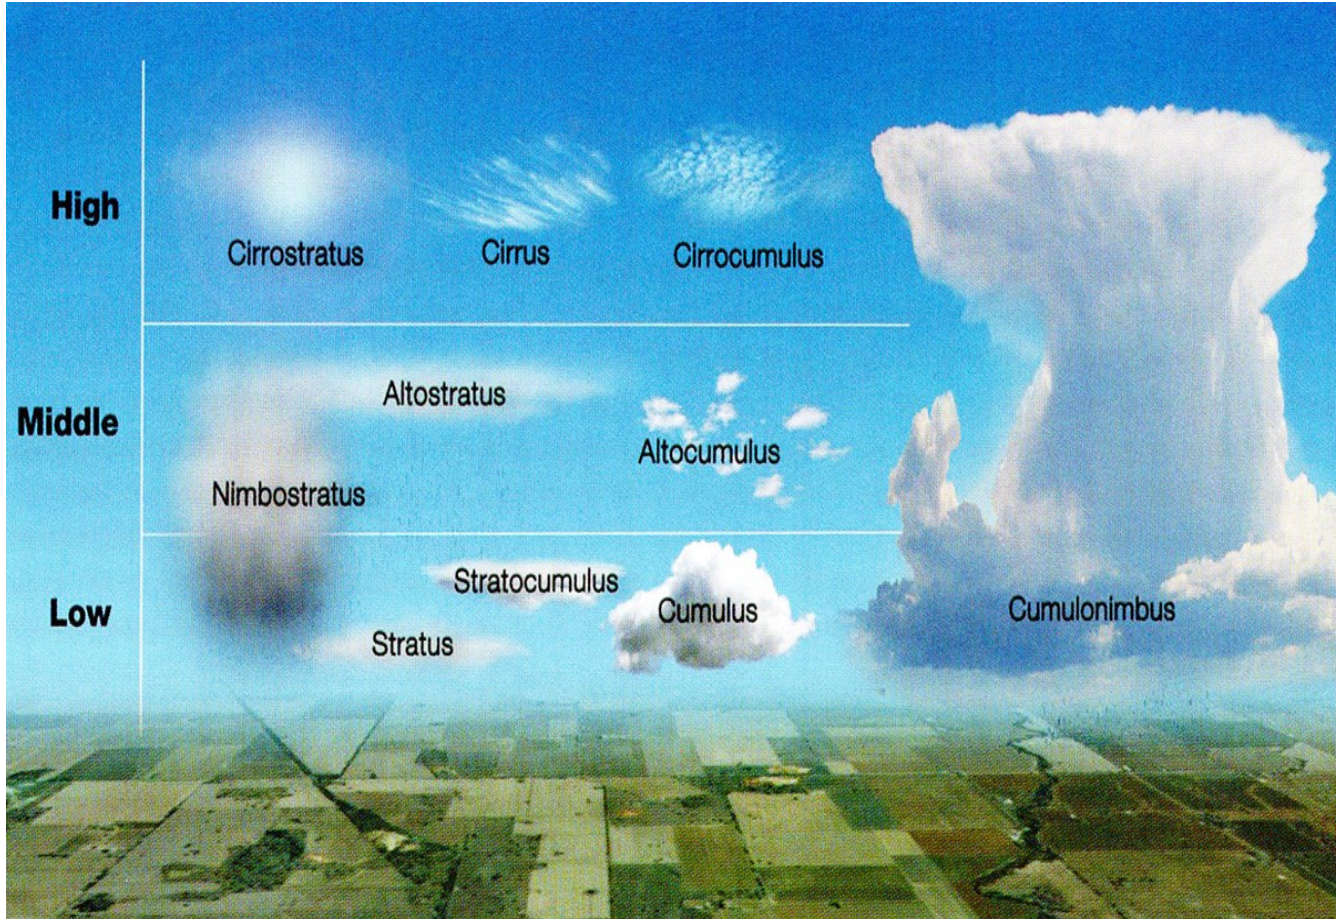 High
Cirrostratus
Cirrus
Cirrocumulus
Middle
Altostratus
Altocumulus
Nimbostratus
Low
Stratocumulus
Cumulus
Cumulonimbus
Stratus